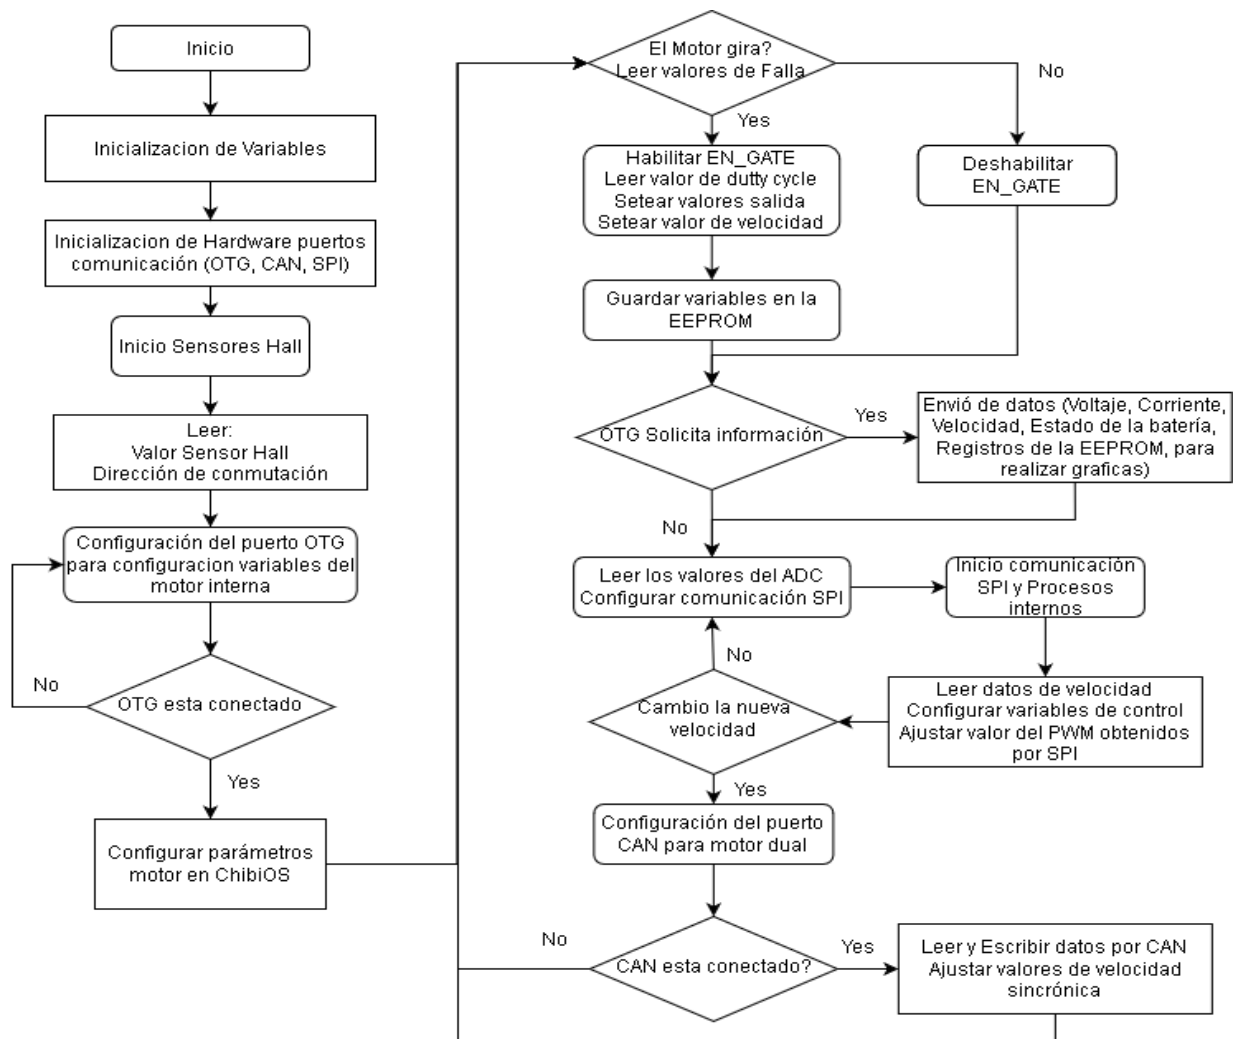 Inicio
Inicializacion de Variables
Inicializacion de Hardware puertos
comunicación (OTG, CAN, SPI)
Inicio Sensores Hall
Leer:
Valor Sensor Hall
Dirección de conmutación
Configuración del puerto OTG
para configuracion variables del
motor interna
No
OTG esta conectado
Yes
Configurar parámetros
motor en ChibiOS
El Motor gira?
Leer valores de Falla
No
Yes
Habilitar EN_GATE
Leer valor de dutty cycle
Setear valores salida
Setear valor de velocidad
Deshabilitar
EN_GATE
Guardar variables en la
EEPROM
OTG Solicita información
Yes
Envió de datos (Voltaje, Corriente,
Velocidad, Estado de la batería,
Registros de la EEPROM, para
realizar graficas)
No
Leer los valores del ADC
Configurar comunicación SPI
Inicio comunicación
SPI y Procesos
internos
No
Cambio la nueva
velocidad
Leer datos de velocidad
Configurar variables de control
Ajustar valor del PWM obtenidos
por SPI
Yes
Configuración del puerto
CAN para motor dual
No
CAN esta conectado?
Yes
Leer y Escribir datos por CAN
Ajustar valores de velocidad
sincrónica